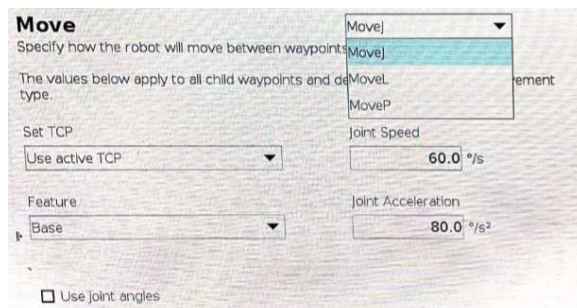 Move
MoveJ
Specify how the robot will move between waypoints
MoveJ
The values below apply to all child waypoints and de
MoveL
ement
type.
MoveP
Set TCP
Joint Speed
Use active TCP
60.0 °/s
Feature
Joint Acceleration
Base
80.0 °/s²
Use joint angles